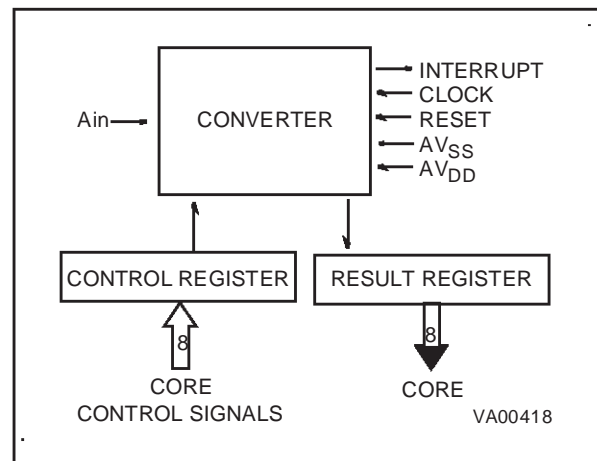 INTERRUPT
CLOCK
Ain
CONVERTER
RESET
AVSS
AVDD
CONTROL REGISTER
RESULT REGISTER
8
8
CORE
CONTROL SIGNALS
CORE
VA00418